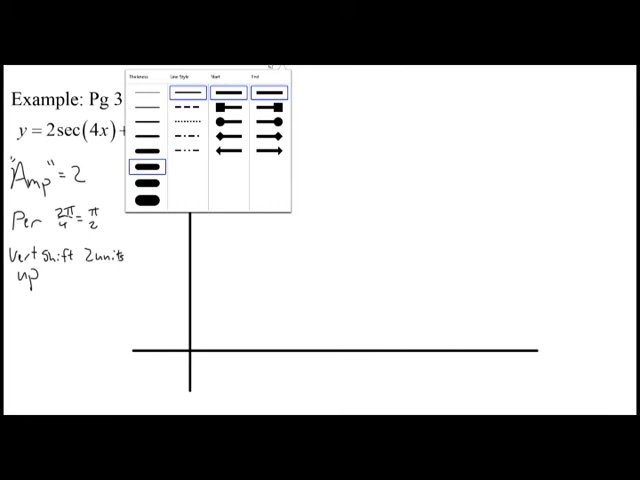 Thickness Line Style Start End
Example: Pg 3
y = 2sec(4x)+
"Amp" = 2
Per 2π/4 = π/2
Vert shift 2 units
up